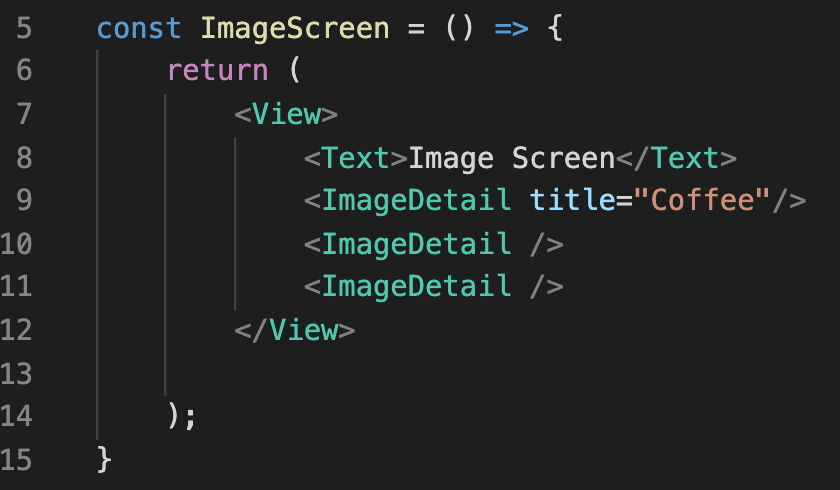 5 const ImageScreen = () => {
6 return (
7 <View>
8 <Text>Image Screen</Text>
9 <ImageDetail title="Coffee"/>
10 <ImageDetail />
11 <ImageDetail />
12 </View>
13
14 );
15 }